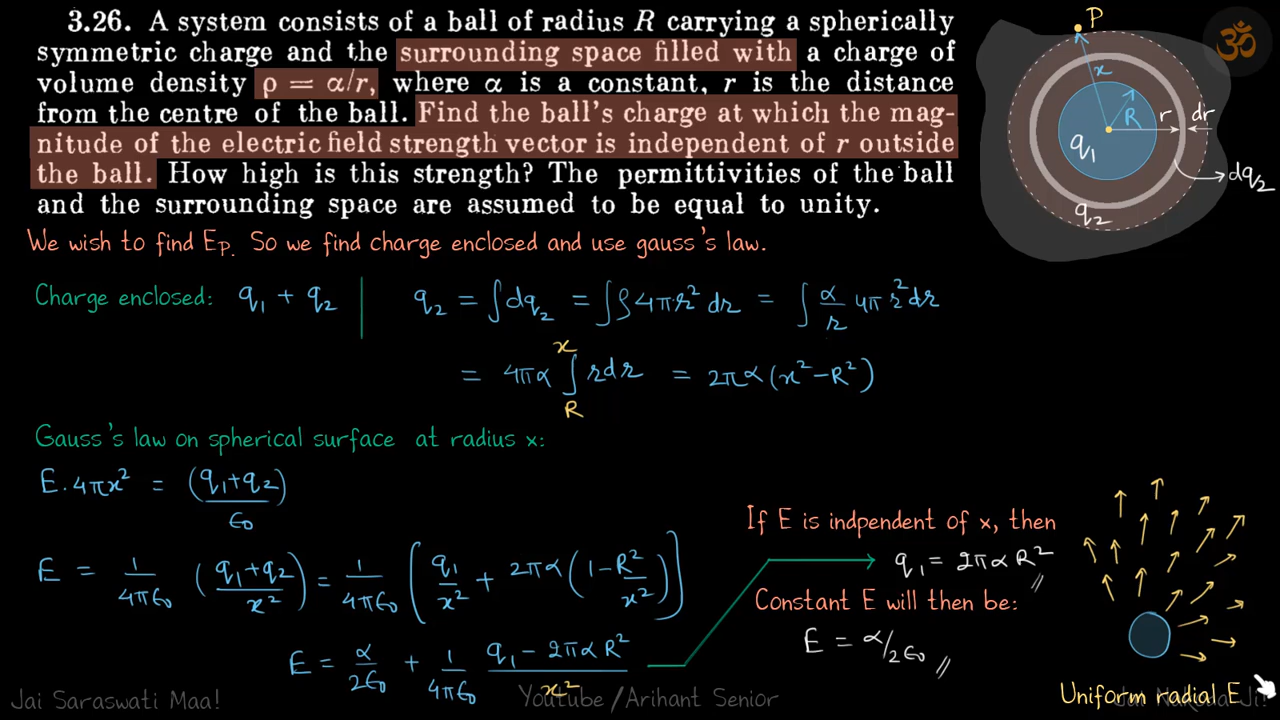 3.26. A system consists of a ball of radius R carrying a spherically
symmetric charge and the surrounding space filled with a charge of
volume density ρ = α/r, where α is a constant, r is the distance
from the centre of the ball. Find the ball's charge at which the mag-
nitude of the electric field strength vector is independent of r outside
the ball. How high is this strength? The permittivities of the ball
and the surrounding space are assumed to be equal to unity.
P
ॐ
x
R
r
dr
q₁
dq₂
q₂
We wish to find E_P. So we find charge enclosed and use gauss's law.
Charge enclosed: q₁ + q₂
q₂ = ∫dq₂ = ∫ρ4πr²dr = ∫ α/r 4πr²dr
= 4πα ∫_R^x rdr = 2πα(x²-R²)
Gauss's law on spherical surface at radius x:
E.4πx² = (q₁+q₂)/ε₀
E = 1/4πε₀ ((q₁+q₂)/x²) = 1/4πε₀ [q₁/x² + 2πα(1-R²/x²)]
E = α/2ε₀ + 1/4πε₀ (q₁-2παR²)/x²
If E is indpendent of x, then
q₁ = 2παR² //
Constant E will then be:
E = α/2ε₀ //
Uniform radial E
Jai Saraswati Maa!
Youtube/Arihant Senior